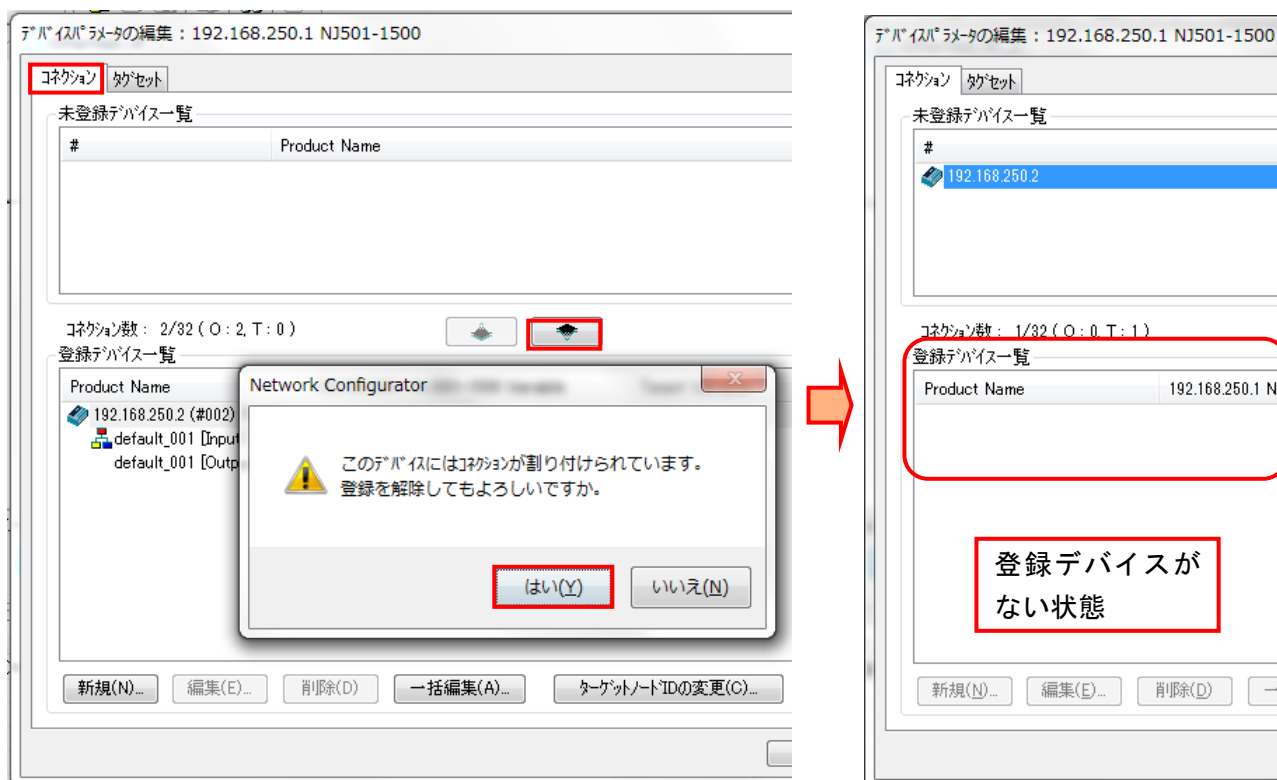 デバイスパラメータの編集 : 192.168.250.1 NJ501-1500
コネクション タグセット
未登録デバイス一覧
# Product Name
コネクション数 : 2/32 ( O : 2, T : 0 )
登録デバイス一覧
Product Name
192.168.250.2 (#002)
default_001 [Input
default_001 [Outp
Network Configurator
このデバイスにはコネクションが割り付けられています。
登録を解除してもよろしいですか。
はい(Y) いいえ(N)
新規(N)... 編集(E)... 削除(D) 一括編集(A)... ターゲットノードIDの変更(C)...
デバイスパラメータの編集 : 192.168.250.1 NJ501-1500
コネクション タグセット
未登録デバイス一覧
#
192.168.250.2
コネクション数 : 1/32 ( O : 0, T : 1 )
登録デバイス一覧
Product Name 192.168.250.1 N
登録デバイスが
ない状態
新規(N)... 編集(E)... 削除(D)